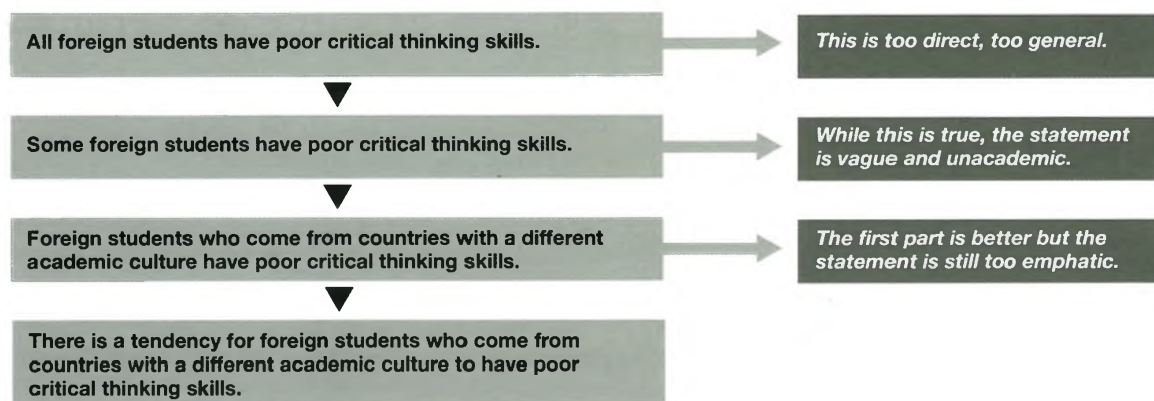 All foreign students have poor critical thinking skills.
This is too direct, too general.
Some foreign students have poor critical thinking skills.
While this is true, the statement
is vague and unacademic.
Foreign students who come from countries with a different
academic culture have poor critical thinking skills.
The first part is better but the
statement is still too emphatic.
There is a tendency for foreign students who come from
countries with a different academic culture to have poor
critical thinking skills.